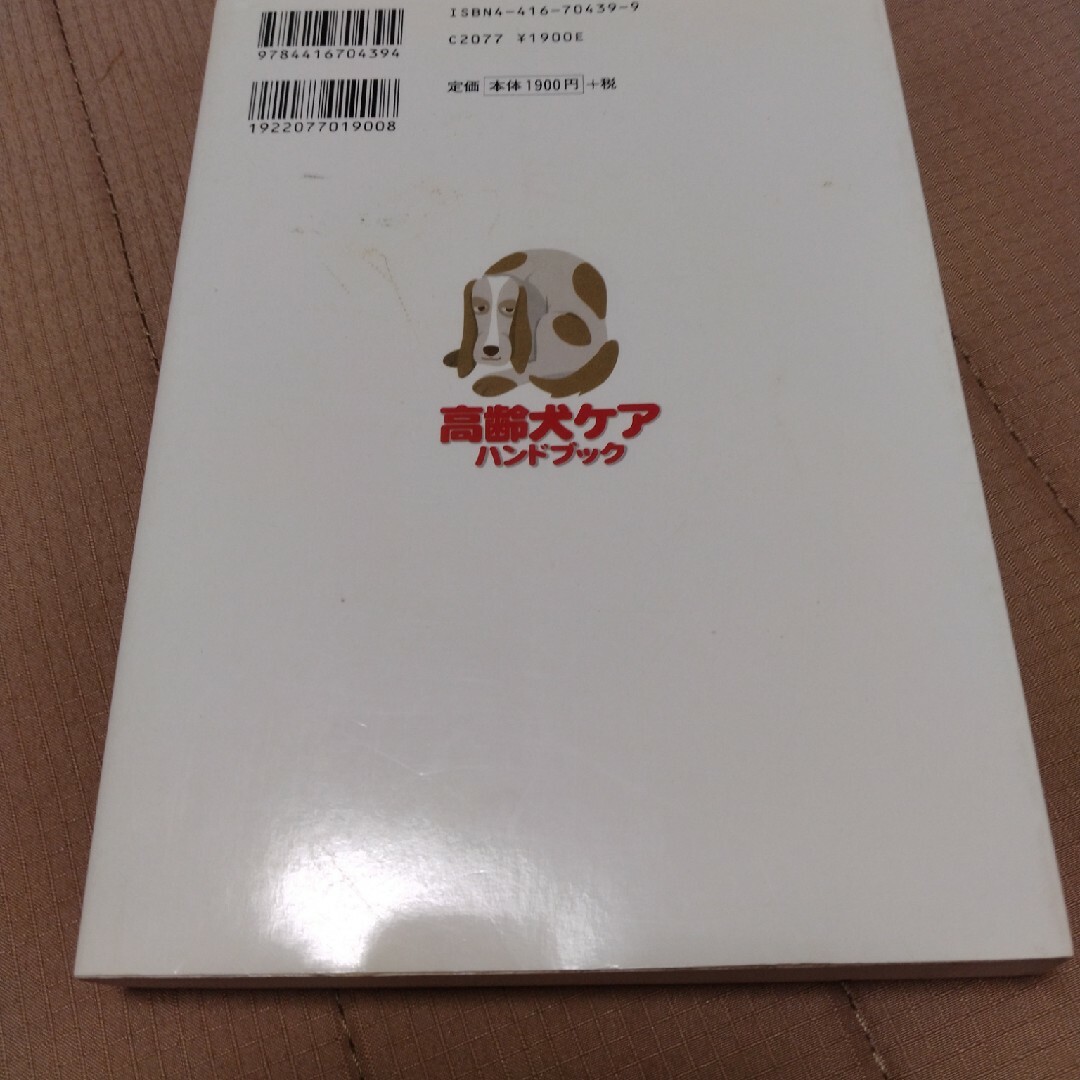 ISBN4-416-70439-9
9784416704394
C2077 ¥1900E
定価 本体1900円 +税
1922077019008
高齢犬ケア
ハンドブック